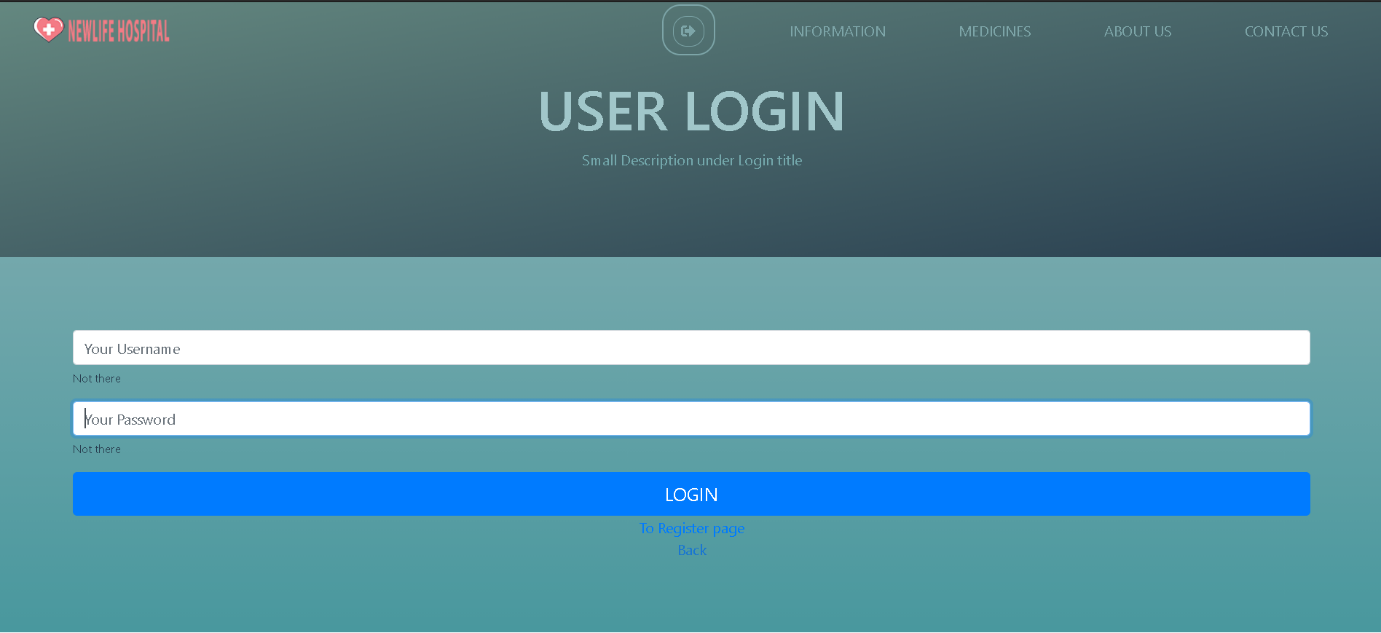 NEWLIFE HOSPITAL
INFORMATION MEDICINES ABOUT US CONTACT US
USER LOGIN
Small Description under Login title
Your Username
Not there
Your Password
Not there
LOGIN
To Register page
Back